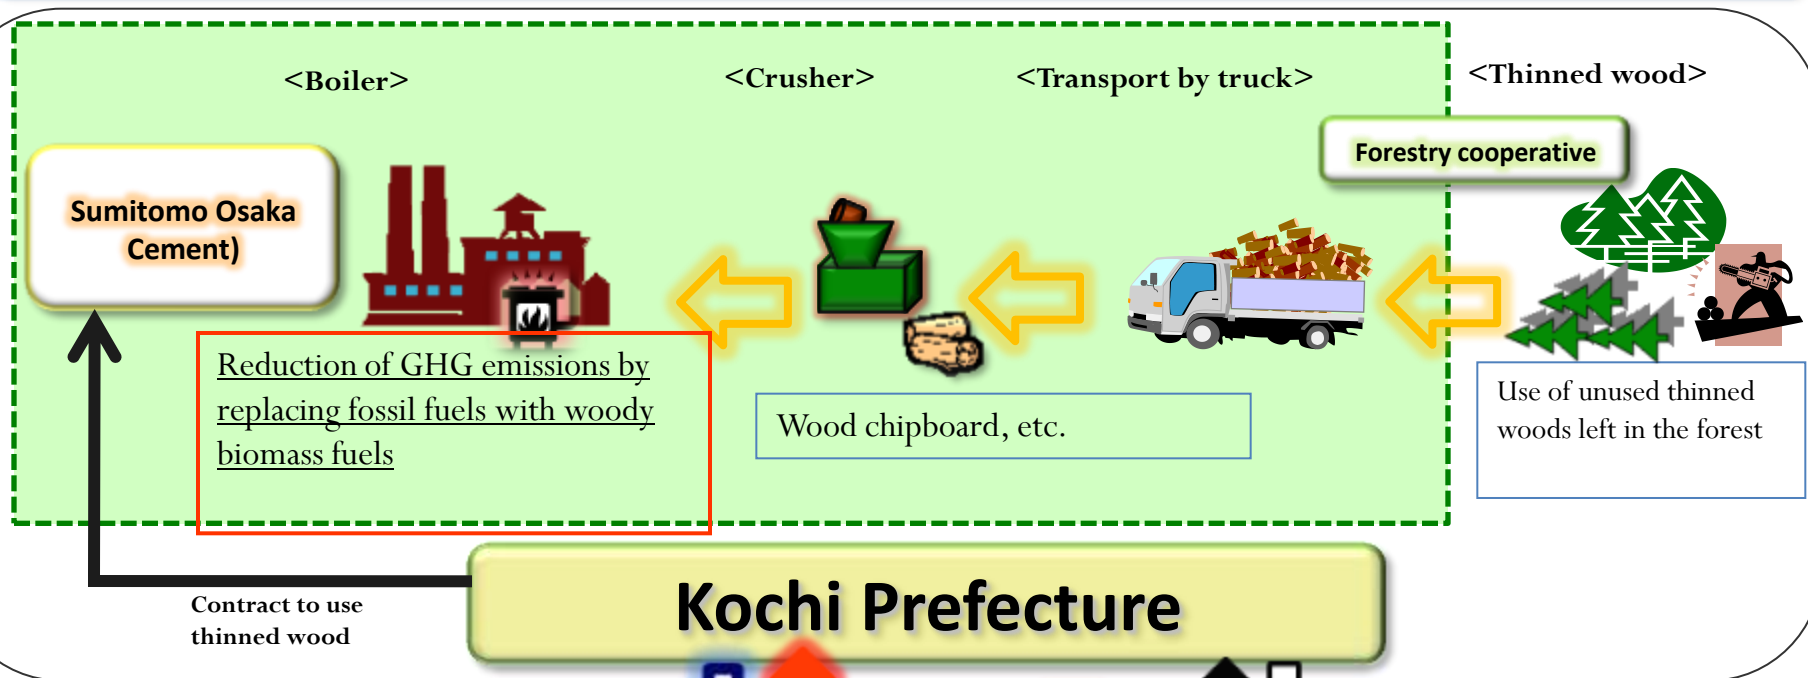 <Boiler>
<Crusher>
<Transport by truck>
<Thinned wood>
Forestry cooperative
Sumitomo Osaka
Cement)
Reduction of GHG emissions by
replacing fossil fuels with woody
biomass fuels
Wood chipboard, etc.
Use of unused thinned
woods left in the forest
Kochi Prefecture
Contract to use
thinned wood